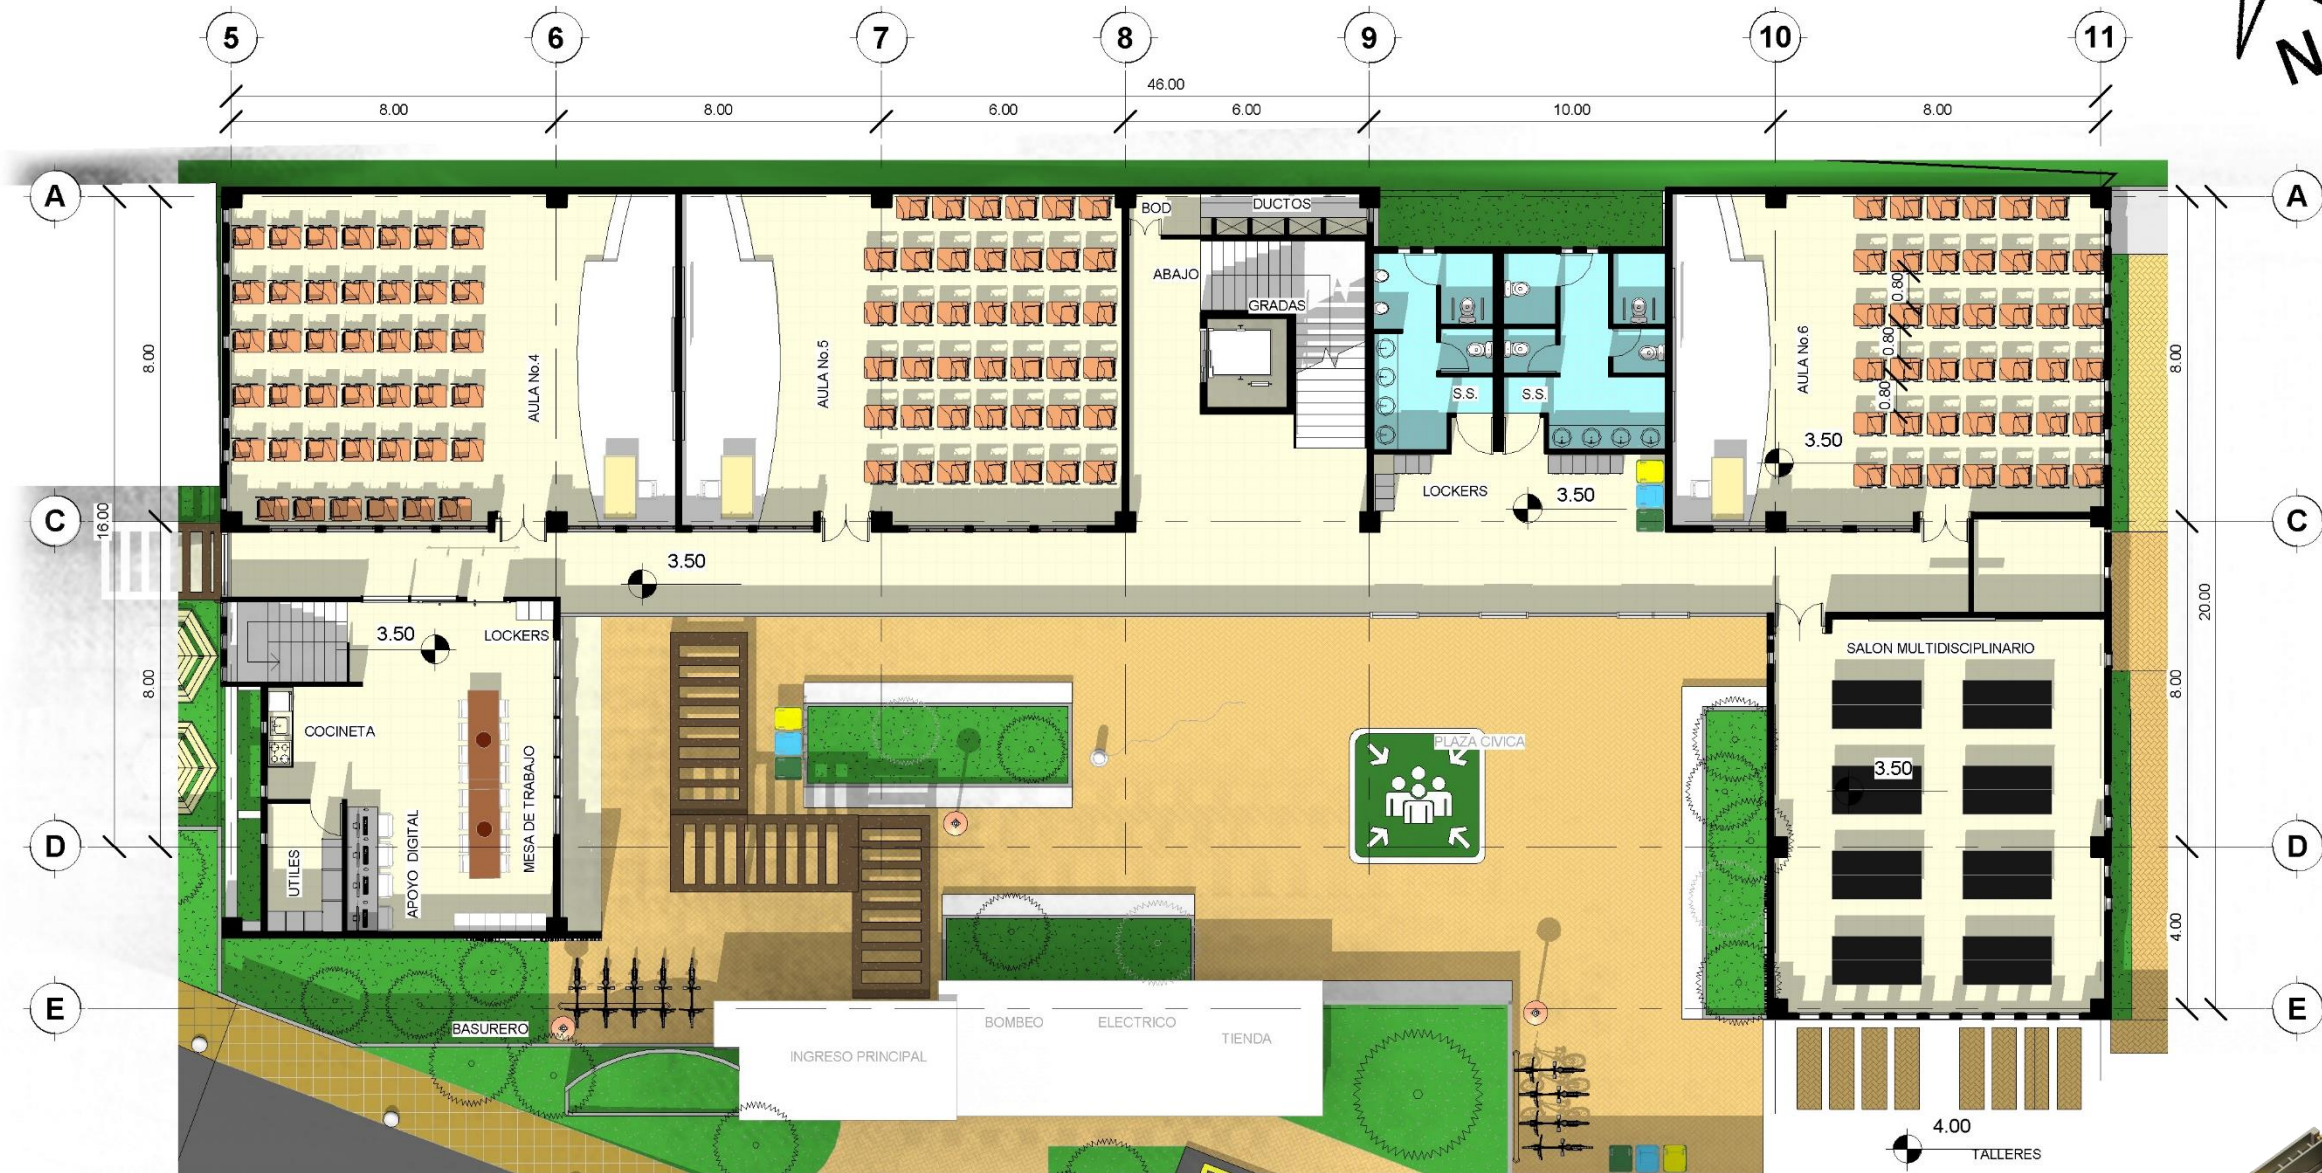 5 6 7 8 9 10 11
N
46.00
8.00 8.00 6.00 6.00 10.00 8.00
A A
BOD DUCTOS
ABAJO
GRADAS
0.80
0.80
0.80
8.00 8.00
AULA No.4 AULA No.5 AULA No.6
S.S. S.S.
3.50
LOCKERS 3.50
C C
16.00
3.50
20.00
3.50 LOCKERS
SALON MULTIDISCIPLINARIO
8.00 8.00
COCINETA
PLAZA CIVICA
MESA DE TRABAJO
3.50
D D
UTILES
APOYO DIGITAL
4.00
E E
BASURERO
BOMBEO ELECTRICO
TIENDA
INGRESO PRINCIPAL
4.00
TALLERES